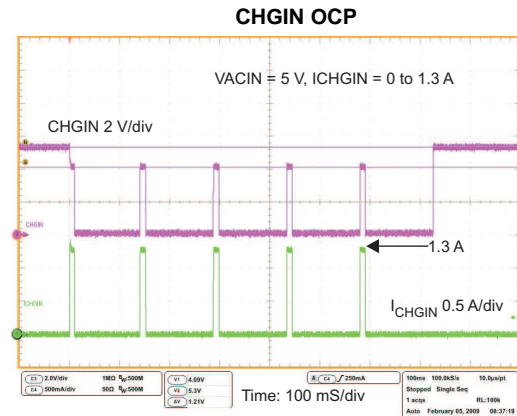 CHGIN OCP
VACIN = 5 V, ICHGIN = 0 to 1.3 A
CHGIN 2 V/div
CHGIN
1.3 A
ICHGIN
ICHGIN 0.5 A/div
C3 2.0V/div 1MΩ BW:500M
C4 500mA/div 50Ω BW:500M
V1 4.09V
V2 5.3V
ΔV 1.21V
Time: 100 mS/div
A C4 250mA
100ms 100.0kS/s 10.0µs/pt
Stopped Single Seq
1 acqs RL:100k
Auto February 05, 2009 08:37:19